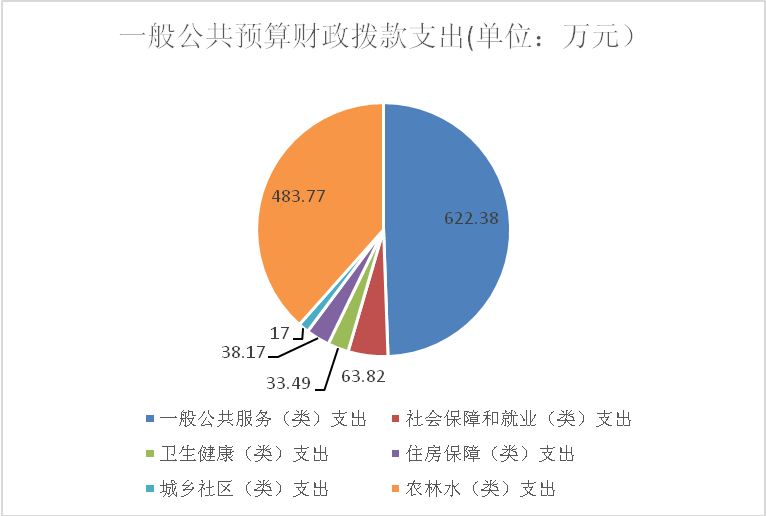 一般公共预算财政拨款支出(单位：万元）
483.77
622.38
17
38.17
33.49
63.82
一般公共服务（类）支出
社会保障和就业（类）支出
卫生健康（类）支出
住房保障（类）支出
城乡社区（类）支出
农林水（类）支出